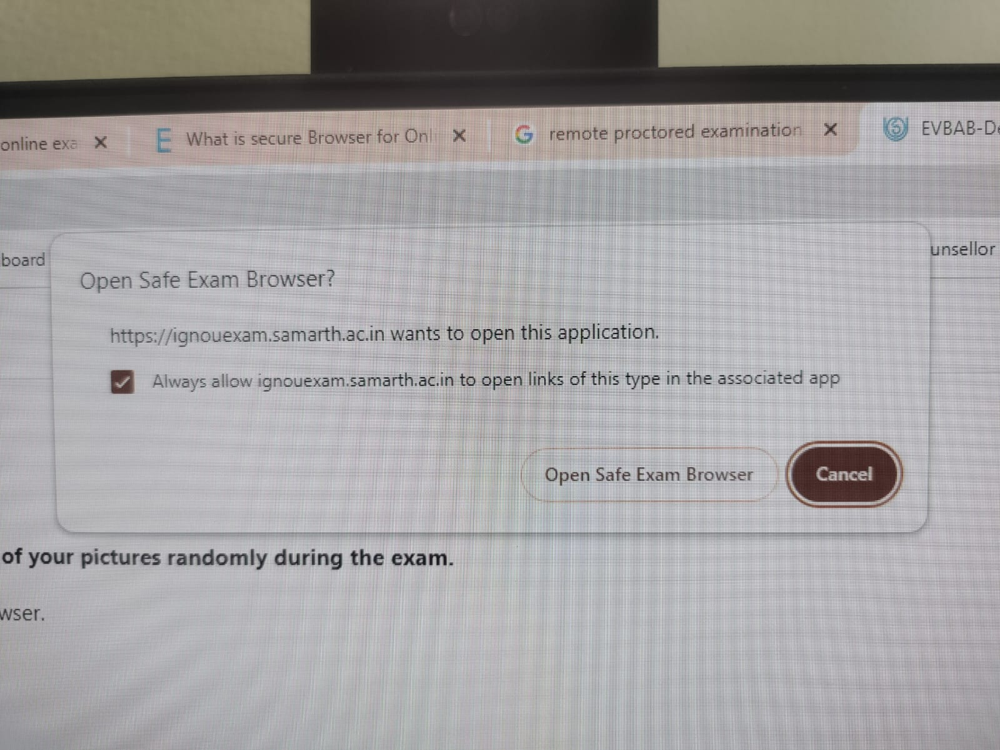 online exa
What is secure Browser for Onl
remote proctored examination
EVBAB-De
board
unsellor
Open Safe Exam Browser?
https://ignouexam.samarth.ac.in wants to open this application.
Always allow ignouexam.samarth.ac.in to open links of this type in the associated app
Open Safe Exam Browser
Cancel
of your pictures randomly during the exam.
wser.